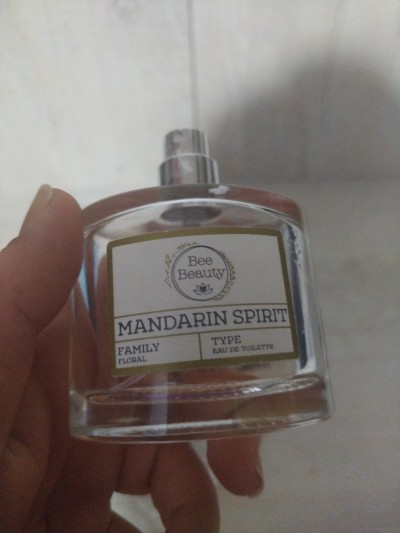 Bee
Beauty
MANDARIN SPIRIT
FAMILY
FLORAL
TYPE
EAU DE TOILETTE